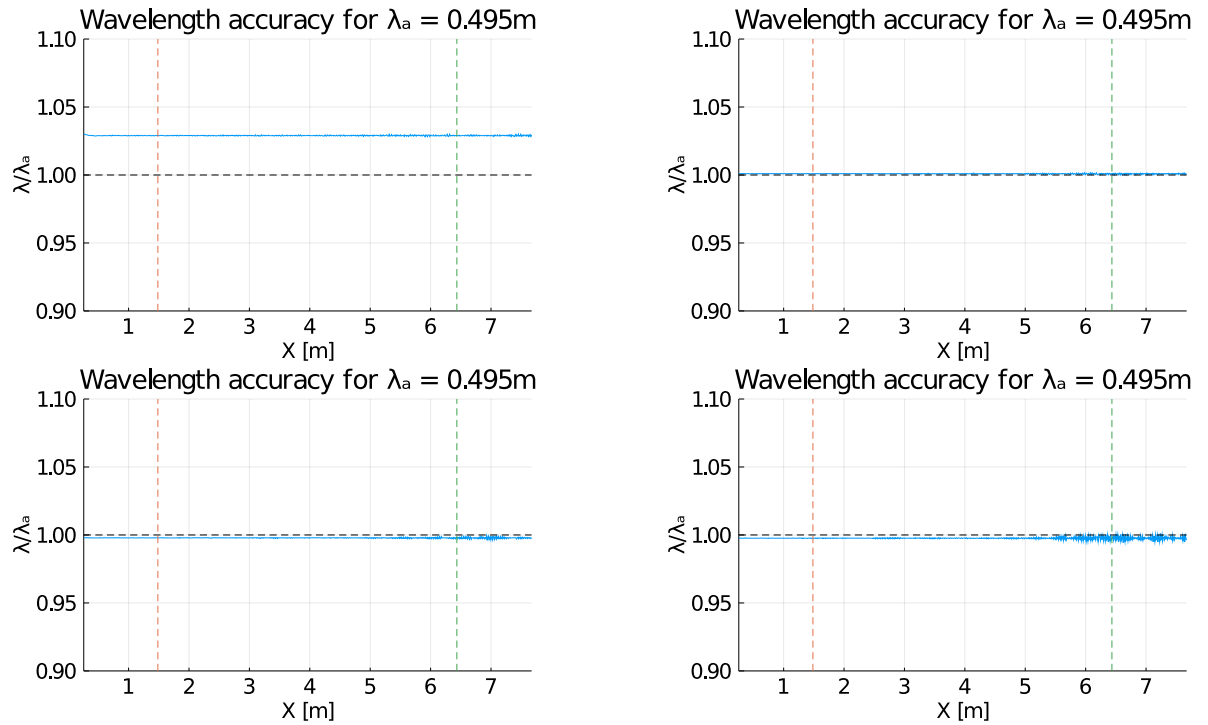 Wavelength accuracy for λₐ = 0.495m
1.10
1.05
1.00
0.95
0.90
λ/λₐ
1 2 3 4 5 6 7
X [m]
Wavelength accuracy for λₐ = 0.495m
1.10
1.05
1.00
0.95
0.90
λ/λₐ
1 2 3 4 5 6 7
X [m]
Wavelength accuracy for λₐ = 0.495m
1.10
1.05
1.00
0.95
0.90
λ/λₐ
1 2 3 4 5 6 7
X [m]
Wavelength accuracy for λₐ = 0.495m
1.10
1.05
1.00
0.95
0.90
λ/λₐ
1 2 3 4 5 6 7
X [m]